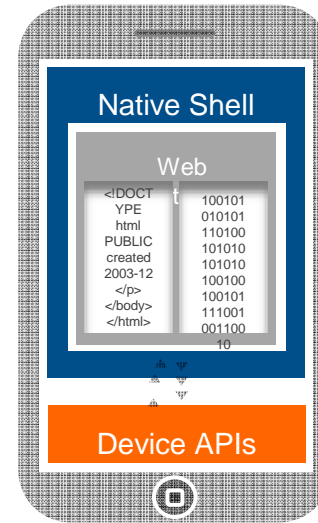 Native Shell
Web
t
<!DOCT
YPE
html
PUBLIC
created
2003-12
</p>
</body>
</html>
100101
010101
110100
101010
101010
100100
100101
111001
001100
10
Device APIs